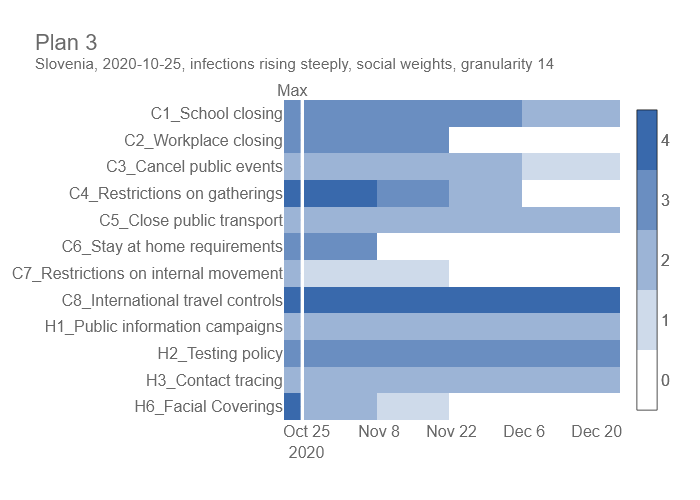 Plan 3
Slovenia, 2020-10-25, infections rising steeply, social weights, granularity 14
Max
C1_School closing
C2_Workplace closing
C3_Cancel public events
C4_Restrictions on gatherings
C5_Close public transport
C6_Stay at home requirements
C7_Restrictions on internal movement
C8_International travel controls
H1_Public information campaigns
H2_Testing policy
H3_Contact tracing
H6_Facial Coverings
4
3
2
1
0
Oct 25 Nov 8 Nov 22 Dec 6 Dec 20
2020